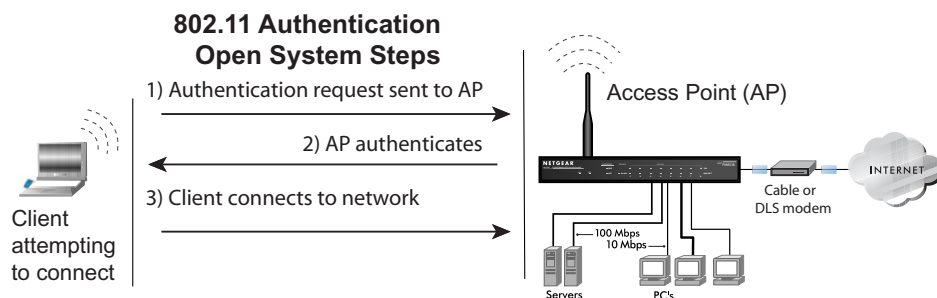 802.11 Authentication
Open System Steps
1) Authentication request sent to AP
2) AP authenticates
3) Client connects to network
Client
attempting
to connect
Access Point (AP)
NETGEAR
INTERNET
Cable or
DLS modem
100 Mbps
10 Mbps
Servers
PC's